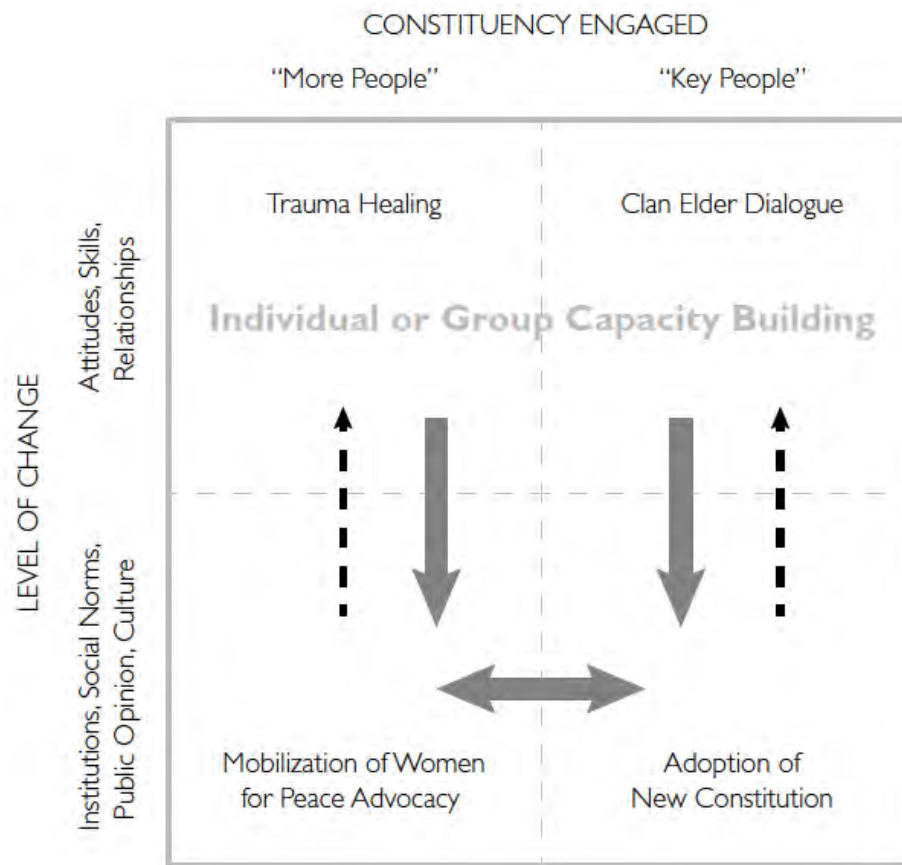 CONSTITUENCY ENGAGED
“More People”
“Key People”
LEVEL OF CHANGE
Attitudes, Skills,
Relationships
Trauma Healing
Clan Elder Dialogue
Individual or Group Capacity Building
Institutions, Social Norms,
Public Opinion, Culture
Mobilization of Women
for Peace Advocacy
Adoption of
New Constitution